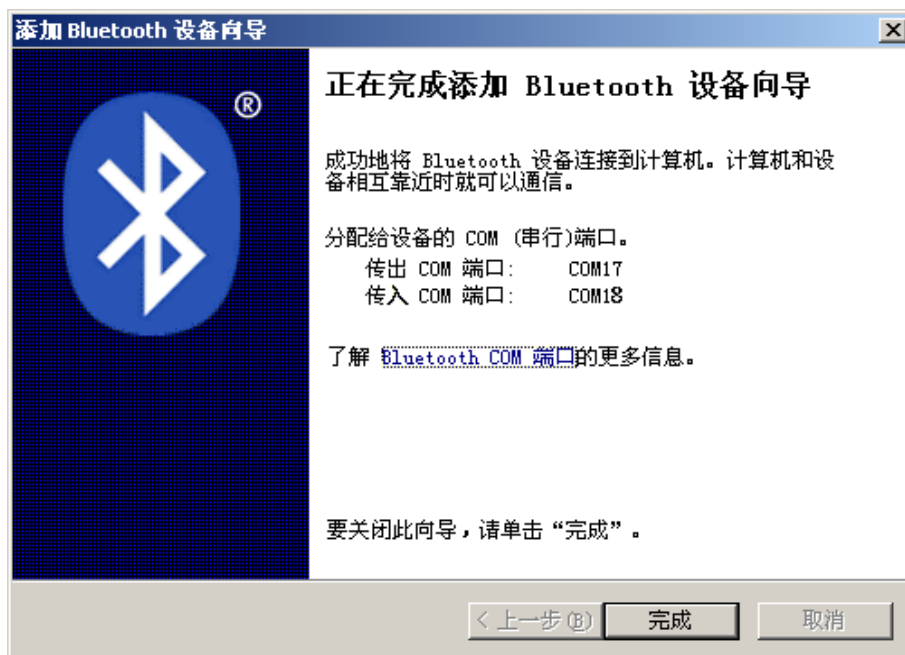 添加 Bluetooth 设备向导
®
正在完成添加 Bluetooth 设备向导
成功地将 Bluetooth 设备连接到计算机。计算机和设
备相互靠近时就可以通信。
分配给设备的 COM (串行)端口。
传出 COM 端口: COM17
传入 COM 端口: COM18
了解 Bluetooth COM 端口的更多信息。
要关闭此向导，请单击“完成”。
< 上一步(B) 完成 取消